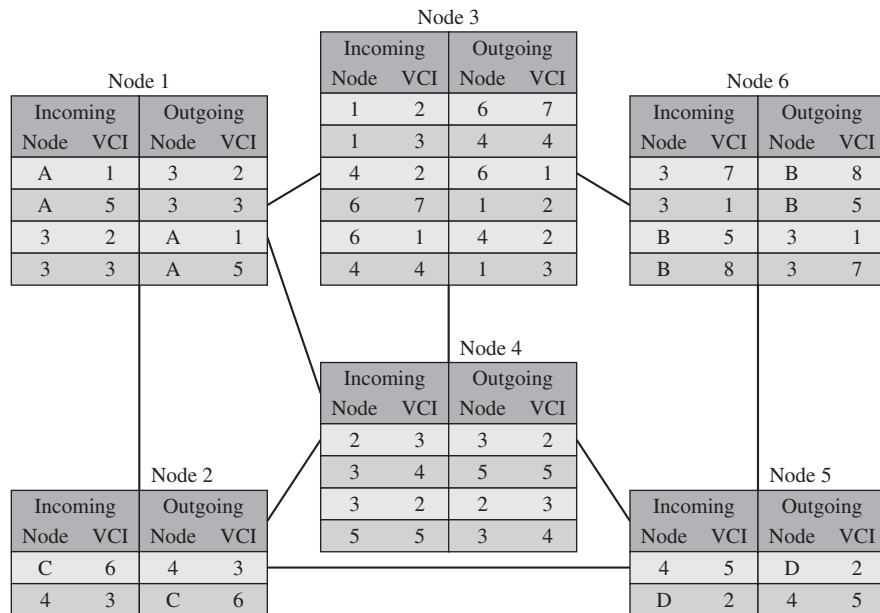 Node 3
Incoming Outgoing
Node VCI Node VCI
1 2 6 7
1 3 4 4
4 2 6 1
6 7 1 2
6 1 4 2
4 4 1 3
Node 1
Incoming Outgoing
Node VCI Node VCI
A 1 3 2
A 5 3 3
3 2 A 1
3 3 A 5
Node 6
Incoming Outgoing
Node VCI Node VCI
3 7 B 8
3 1 B 5
B 5 3 1
B 8 3 7
Node 4
Incoming Outgoing
Node VCI Node VCI
2 3 3 2
3 4 5 5
3 2 2 3
5 5 3 4
Node 2
Incoming Outgoing
Node VCI Node VCI
C 6 4 3
4 3 C 6
Node 5
Incoming Outgoing
Node VCI Node VCI
4 5 D 2
D 2 4 5